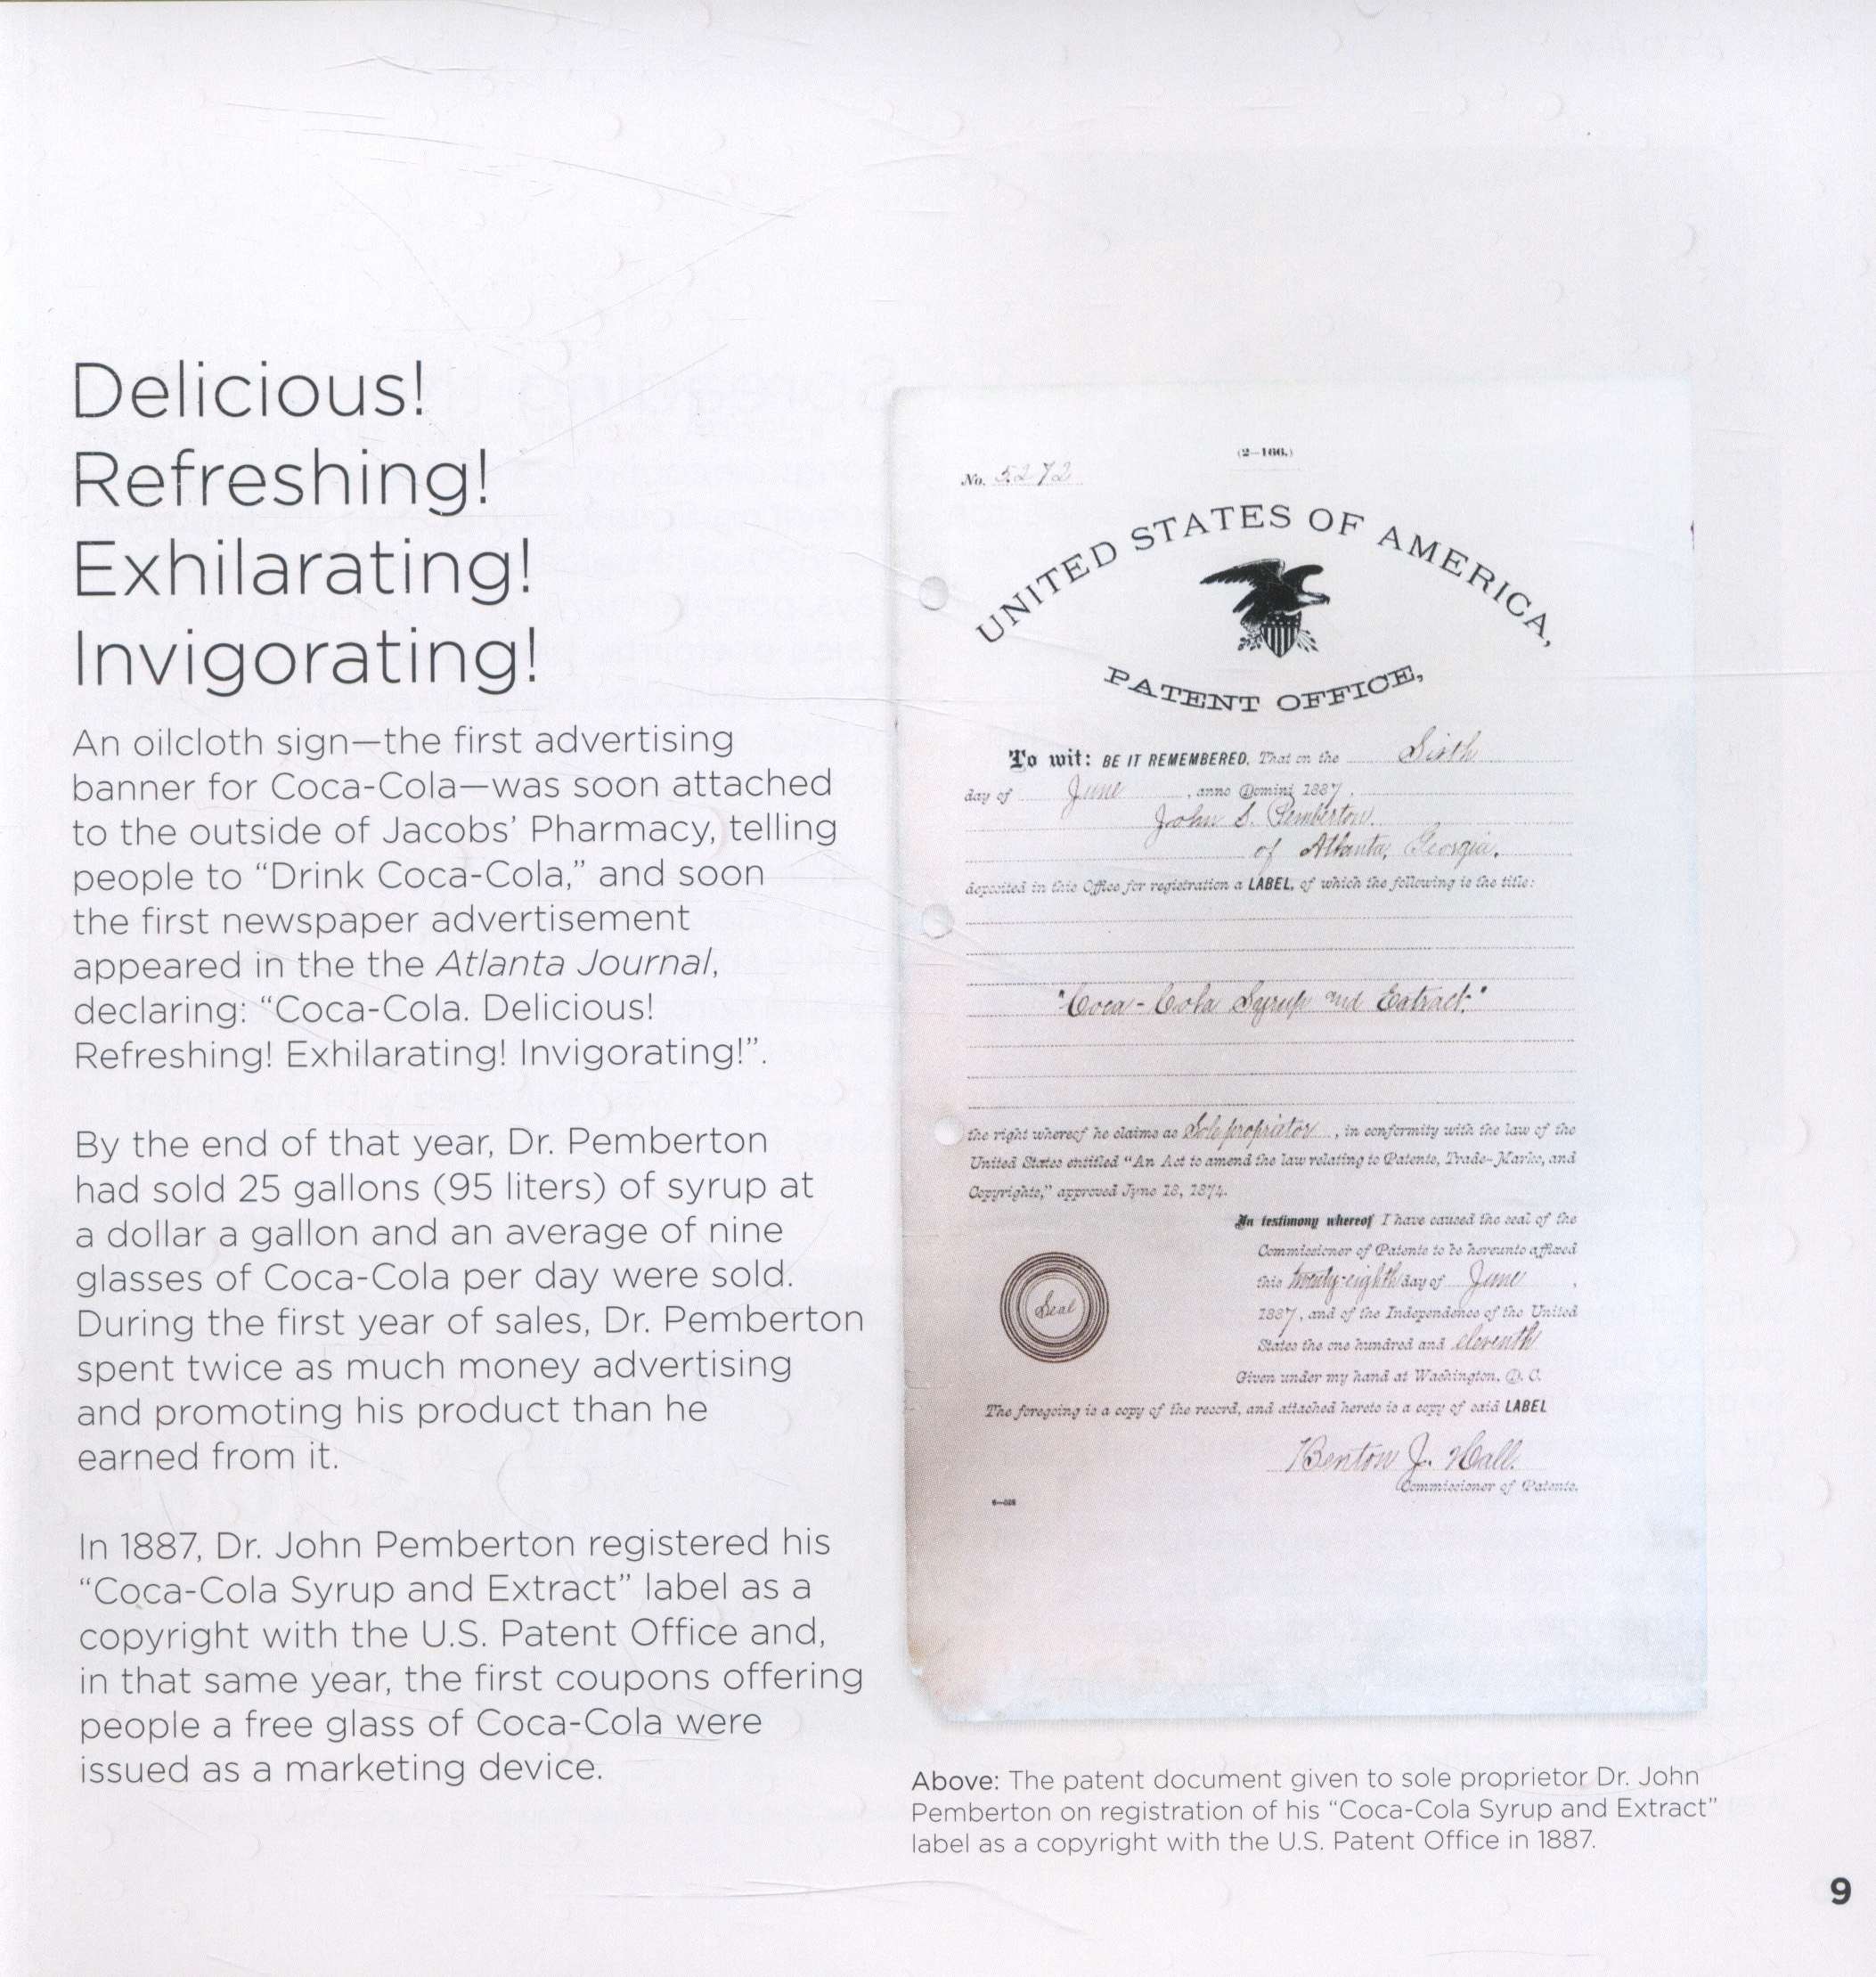 Delicious!
Refreshing!
Exhilarating!
Invigorating!
An oilcloth sign—the first advertising
banner for Coca-Cola—was soon attached
to the outside of Jacobs’ Pharmacy, telling
people to “Drink Coca-Cola,” and soon
the first newspaper advertisement
appeared in the the Atlanta Journal,
declaring: “Coca-Cola. Delicious!
Refreshing! Exhilarating! Invigorating!”.
By the end of that year, Dr. Pemberton
had sold 25 gallons (95 liters) of syrup at
a dollar a gallon and an average of nine
glasses of Coca-Cola per day were sold.
During the first year of sales, Dr. Pemberton
spent twice as much money advertising
and promoting his product than he
earned from it.
In 1887, Dr. John Pemberton registered his
“Coca-Cola Syrup and Extract” label as a
copyright with the U.S. Patent Office and,
in that same year, the first coupons offering
people a free glass of Coca-Cola were
issued as a marketing device.
(2—166.)
No. 5272
UNITED STATES OF AMERICA,
PATENT OFFICE,
To wit: BE IT REMEMBERED, That on the Sixth
day of June, anno Domini 1887,
John S. Pemberton.
of Atlanta, Georgia,
deposited in this Office for registration a LABEL, of which the following is the title:
"Coca-Cola Syrup and Extract."
the right whereof he claims as Sole proprietor, in conformity with the law of the
United States entitled “An Act to amend the law relating to Patents, Trade-Marks, and
Copyrights,” approved June 18, 1874.
In testimony whereof I have caused the seal of the
Commissioner of Patents to be hereunto affixed
this twenty-eighth day of June,
1887, and of the Independence of the United
States the one hundred and eleventh
Given under my hand at Washington, D. C.
Seal
The foregoing is a copy of the record, and attached hereto is a copy of said LABEL
Benton J. Hall.
Commissioner of Patents.
Above: The patent document given to sole proprietor Dr. John
Pemberton on registration of his “Coca-Cola Syrup and Extract”
label as a copyright with the U.S. Patent Office in 1887.
9